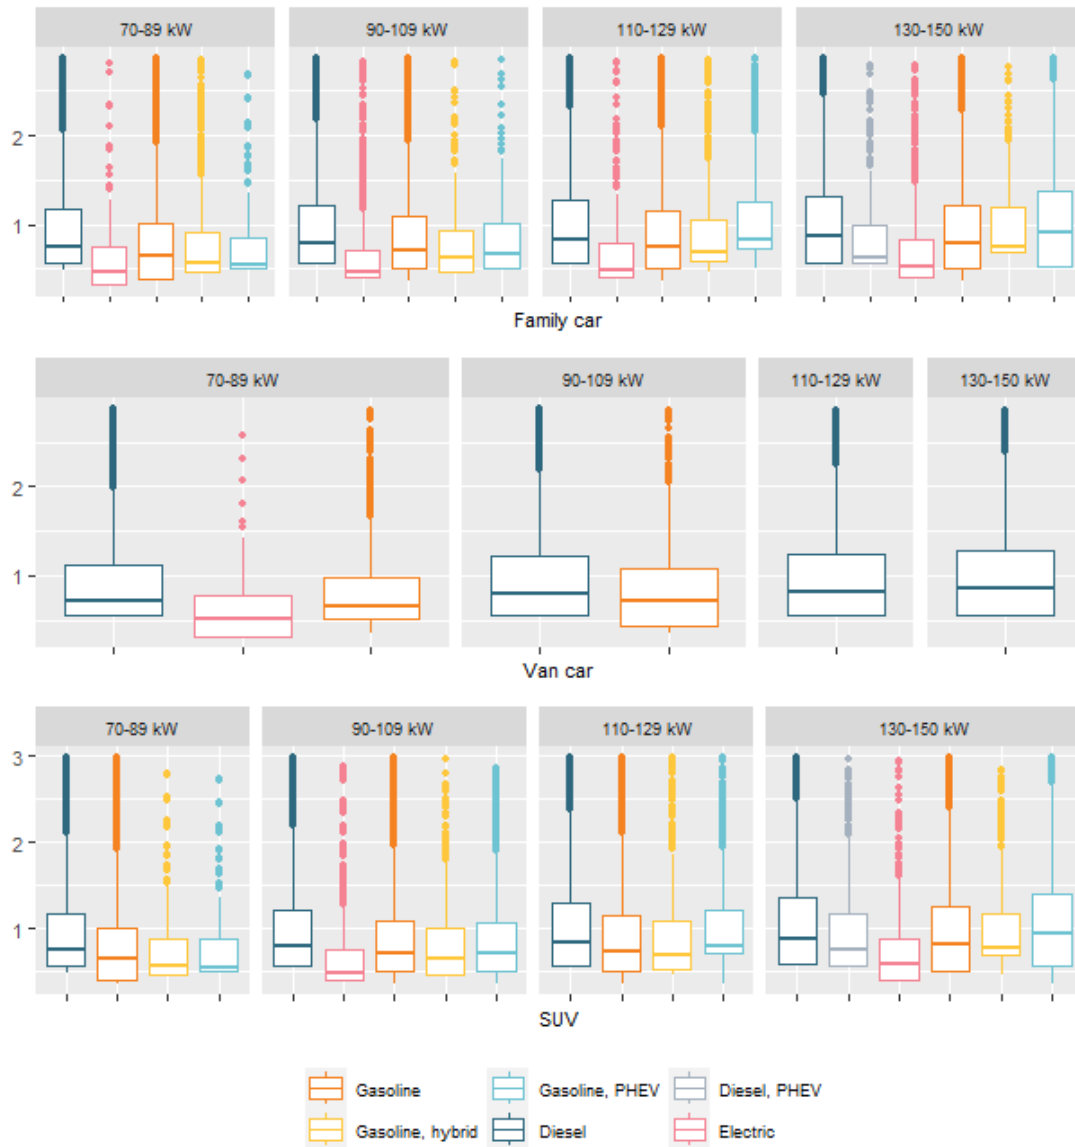 70-89 kW 90-109 kW 110-129 kW 130-150 kW
2
1
Family car
70-89 kW 90-109 kW 110-129 kW 130-150 kW
2
1
Van car
70-89 kW 90-109 kW 110-129 kW 130-150 kW
3
2
1
SUV
Gasoline Gasoline, PHEV Diesel, PHEV
Gasoline, hybrid Diesel Electric